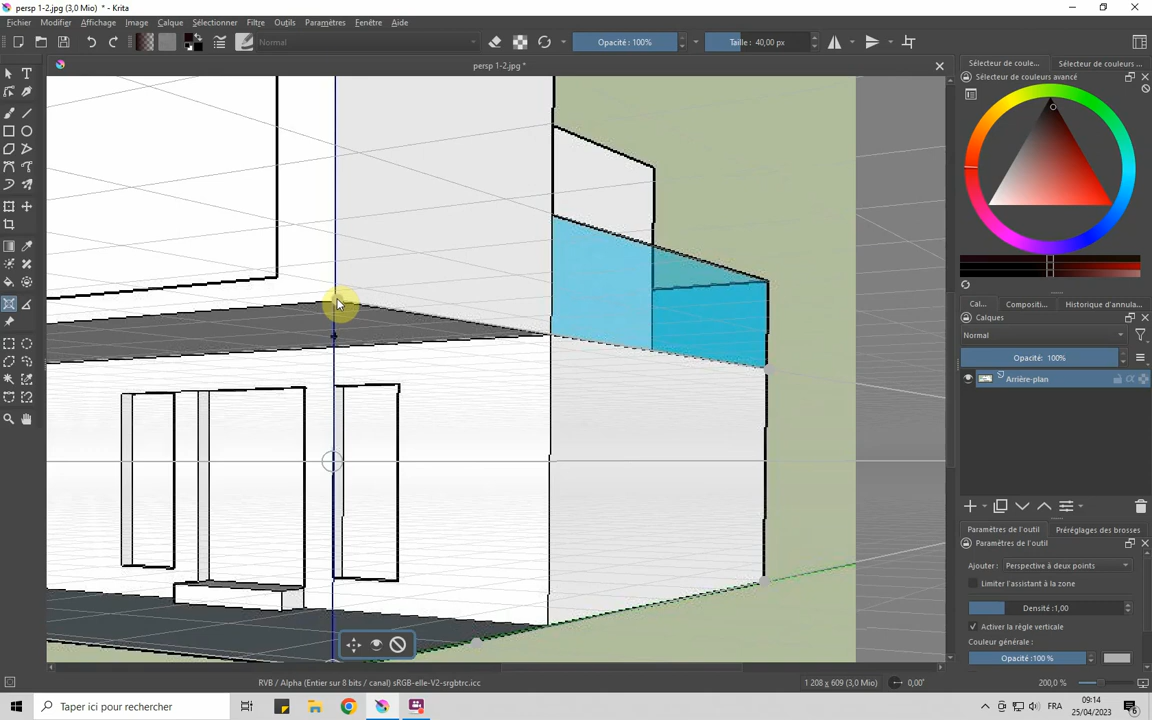 persp 1-2.jpg (3,0 Mio) * - Krita
Fichier Modifier Affichage Image Calque Sélectionner Filtre Outils Paramètres Fenêtre Aide
Normal Opacité : 100% Taille : 40,00 px
persp 1-2.jpg *
Sélecteur de coule... Sélecteur de couleurs ...
Sélecteur de couleurs avancé
Cal... Compositi... Historique d'annula...
Calques
Normal
Opacité : 100%
Arrière-plan
Paramètres de l'outil Préréglages des brosses
Paramètres de l'outil
Ajouter : Perspective à deux points
Limiter l'assistant à la zone
Densité :1,00
Activer la règle verticale
Couleur générale :
Opacité :100 %
RVB / Alpha (Entier sur 8 bits / canal) sRGB-elle-V2-srgbtrc.icc
1 208 x 609 (3,0 Mio)
0,00°
200,0 %
Taper ici pour rechercher
FRA
09:14
25/04/2023
6